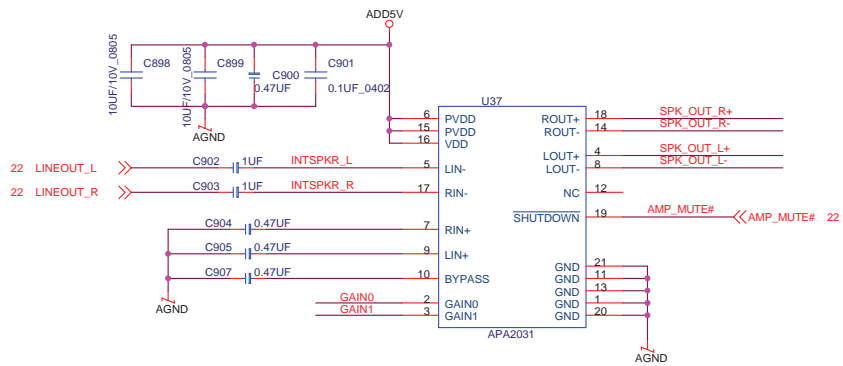 ADD5V
10UF/10V_0805
C898
10UF/10V_0805
C899
C900
0.47UF
C901
0.1UF_0402
AGND
U37
6 PVDD ROUT+ 18 SPK_OUT_R+
15 PVDD ROUT- 14 SPK_OUT_R-
16 VDD
LOUT+ 4 SPK_OUT_L+
22 LINEOUT_L C902 1UF INTSPKR_L 5 LIN- LOUT- 8 SPK_OUT_L-
22 LINEOUT_R C903 1UF INTSPKR_R 17 RIN- NC 12
SHUTDOWN 19 AMP_MUTE# AMP_MUTE# 22
C904 0.47UF 7 RIN+
C905 0.47UF 9 LIN+
C907 0.47UF 10 BYPASS
GND 21
GND 11
GND 13
GND 1
GND 20
AGND
GAIN0 2 GAIN0
GAIN1 3 GAIN1
APA2031
AGND